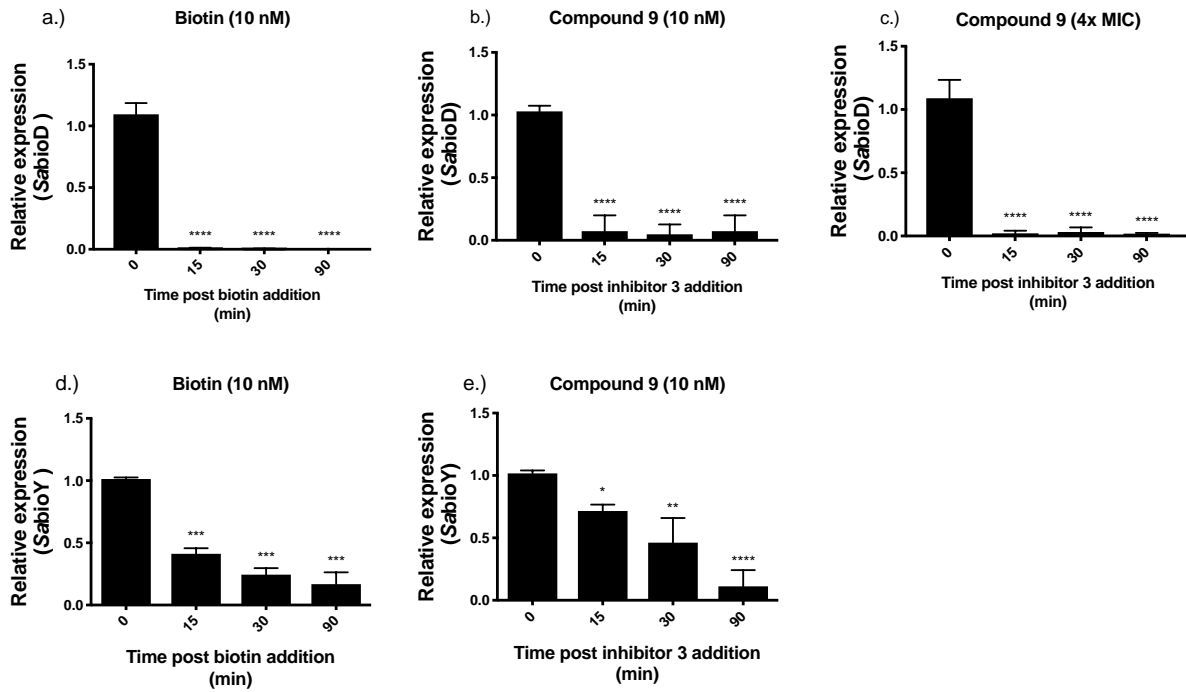 a.)
Biotin (10 nM)
Relative expression
(SabioD)
1.5
1.0
0.5
0.0
****
****
****
0
15
30
90
Time post biotin addition
(min)
b.)
Compound 9 (10 nM)
Relative expression
(SabioD)
1.5
1.0
0.5
0.0
****
****
****
0
15
30
90
Time post inhibitor 3 addition
(min)
c.)
Compound 9 (4x MIC)
Relative expression
(SabioD)
1.5
1.0
0.5
0.0
****
****
****
0
15
30
90
Time post inhibitor 3 addition
(min)
d.)
Biotin (10 nM)
Relative expression
(SabioY )
1.5
1.0
0.5
0.0
***
***
***
0
15
30
90
Time post biotin addition
(min)
e.)
Compound 9 (10 nM)
Relative expression
(SabioY)
1.5
1.0
0.5
0.0
*
**
****
0
15
30
90
Time post inhibitor 3 addition
(min)